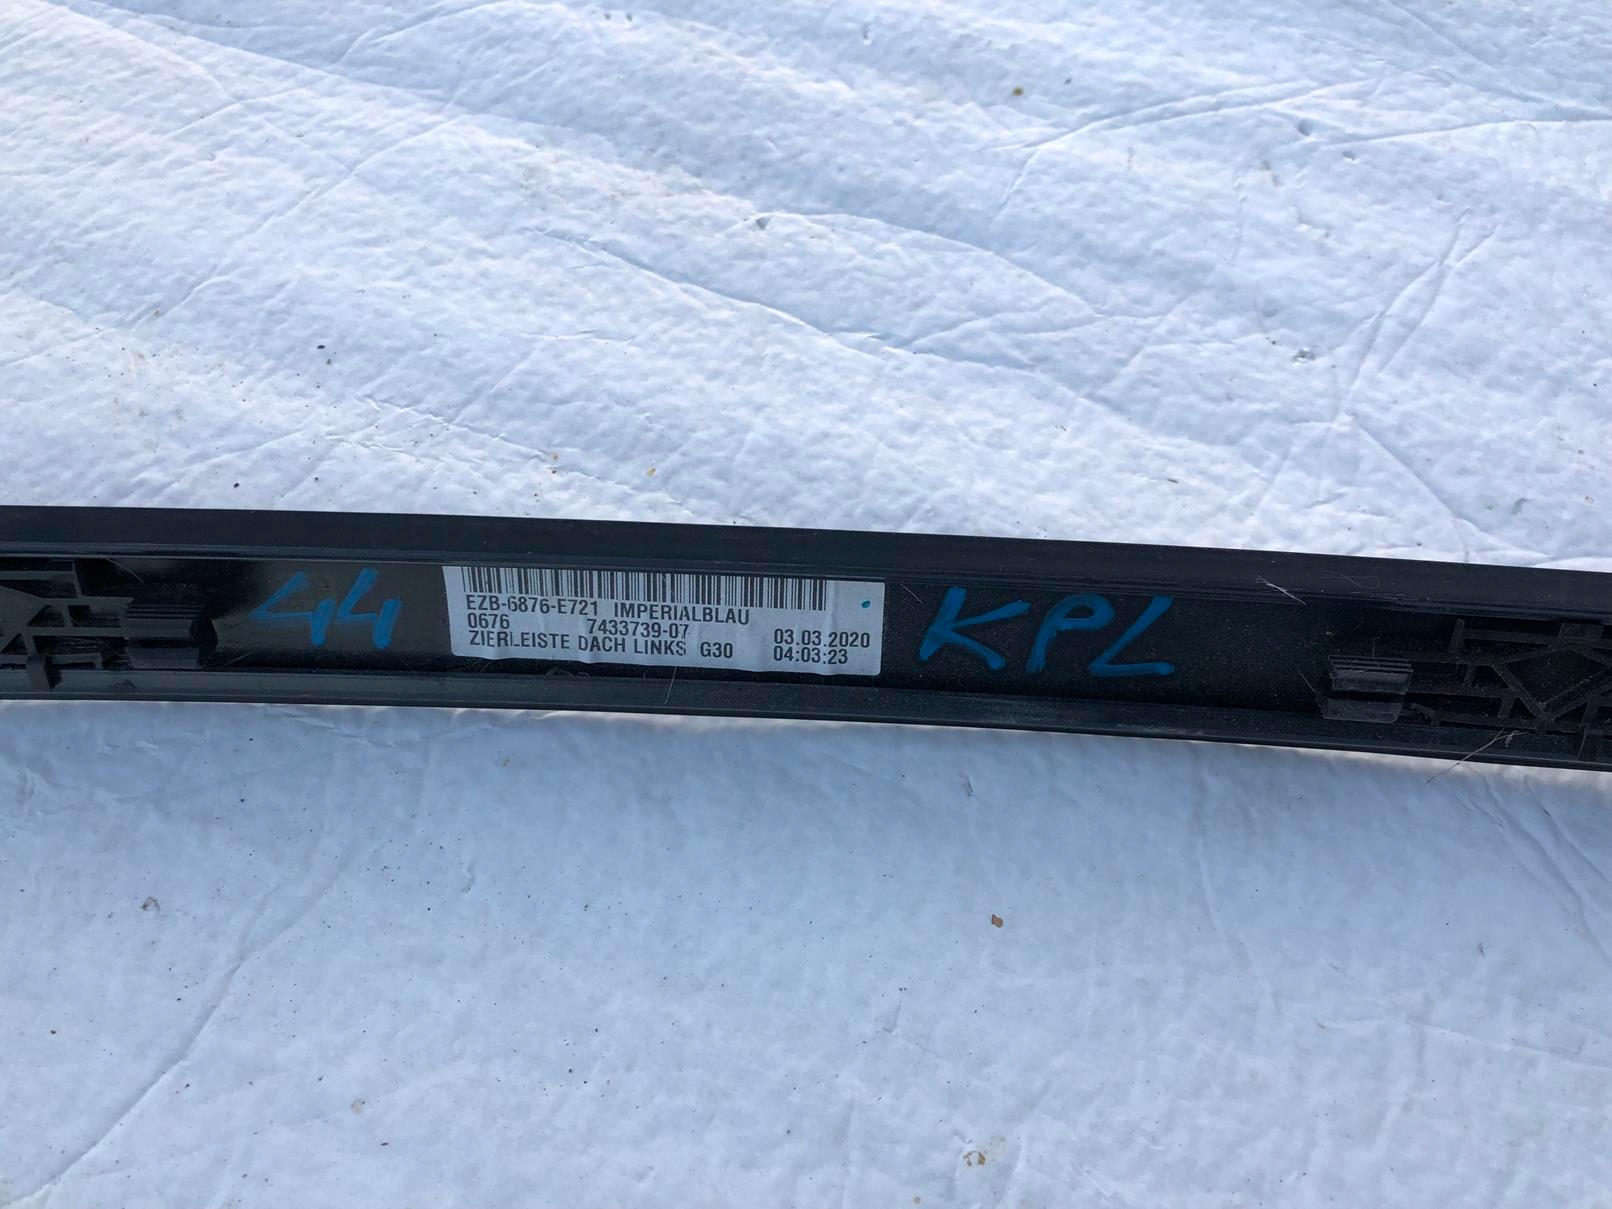 44
EZB-6876-E721 IMPERIALBLAU
0676 7433739-07 03.03.2020
ZIERLEISTE DACH LINKS G30 04:03:23
KPL